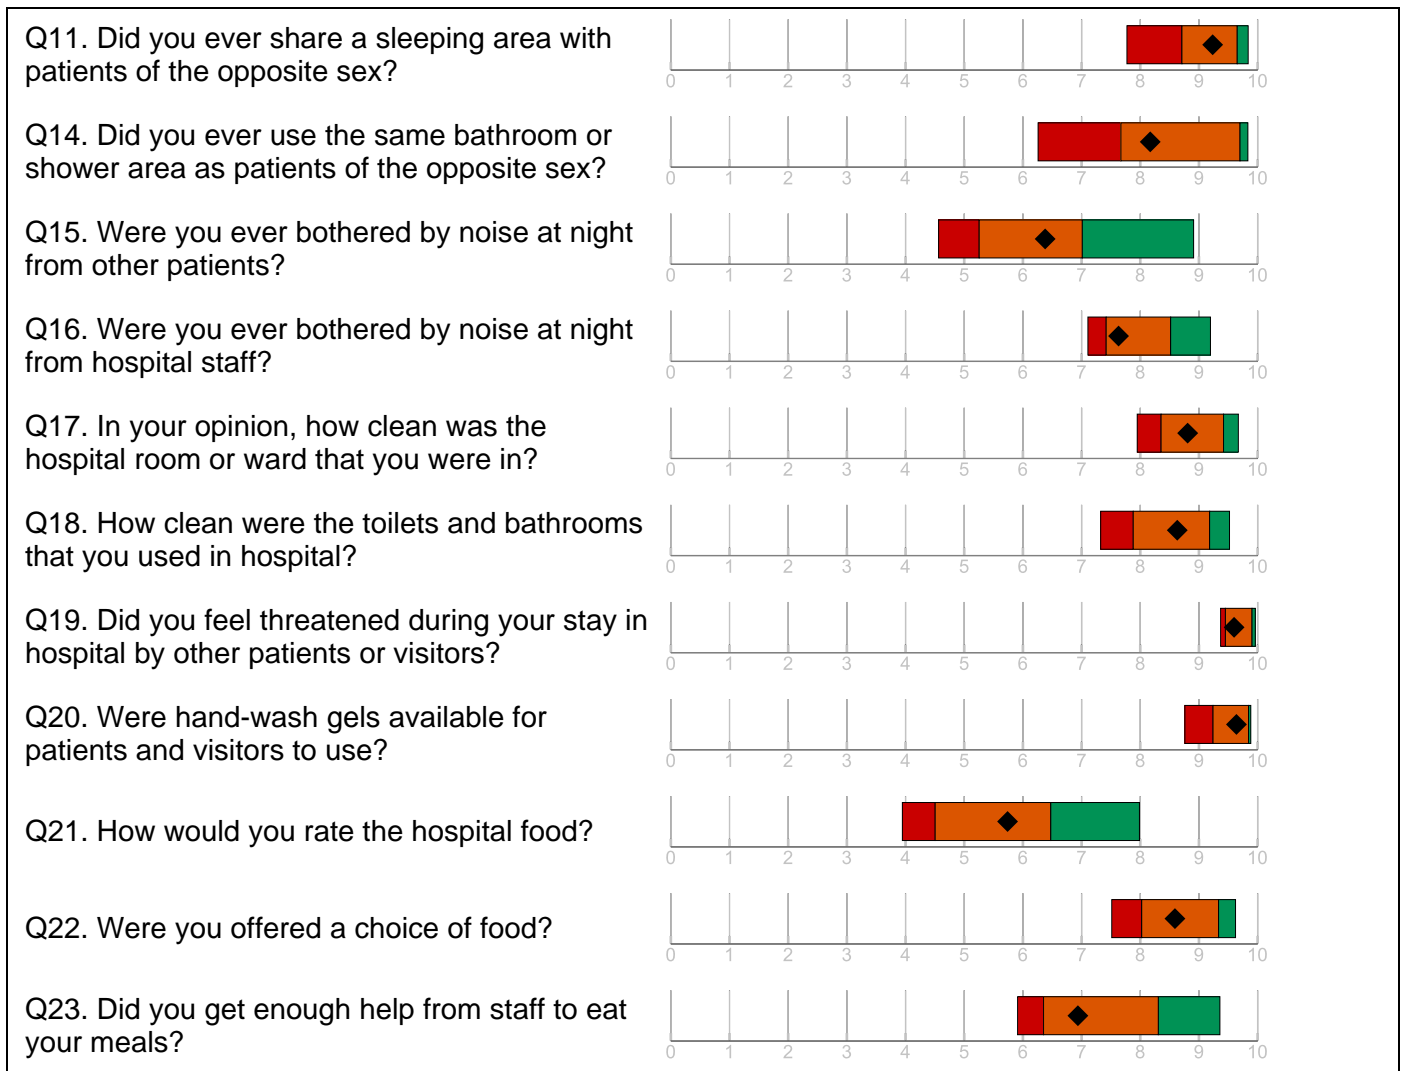 Q11. Did you ever share a sleeping area with
patients of the opposite sex?
0 1 2 3 4 5 6 7 8 9 10
Q14. Did you ever use the same bathroom or
shower area as patients of the opposite sex?
0 1 2 3 4 5 6 7 8 9 10
Q15. Were you ever bothered by noise at night
from other patients?
0 1 2 3 4 5 6 7 8 9 10
Q16. Were you ever bothered by noise at night
from hospital staff?
0 1 2 3 4 5 6 7 8 9 10
Q17. In your opinion, how clean was the
hospital room or ward that you were in?
0 1 2 3 4 5 6 7 8 9 10
Q18. How clean were the toilets and bathrooms
that you used in hospital?
0 1 2 3 4 5 6 7 8 9 10
Q19. Did you feel threatened during your stay in
hospital by other patients or visitors?
0 1 2 3 4 5 6 7 8 9 10
Q20. Were hand-wash gels available for
patients and visitors to use?
0 1 2 3 4 5 6 7 8 9 10
Q21. How would you rate the hospital food?
0 1 2 3 4 5 6 7 8 9 10
Q22. Were you offered a choice of food?
0 1 2 3 4 5 6 7 8 9 10
Q23. Did you get enough help from staff to eat
your meals?
0 1 2 3 4 5 6 7 8 9 10